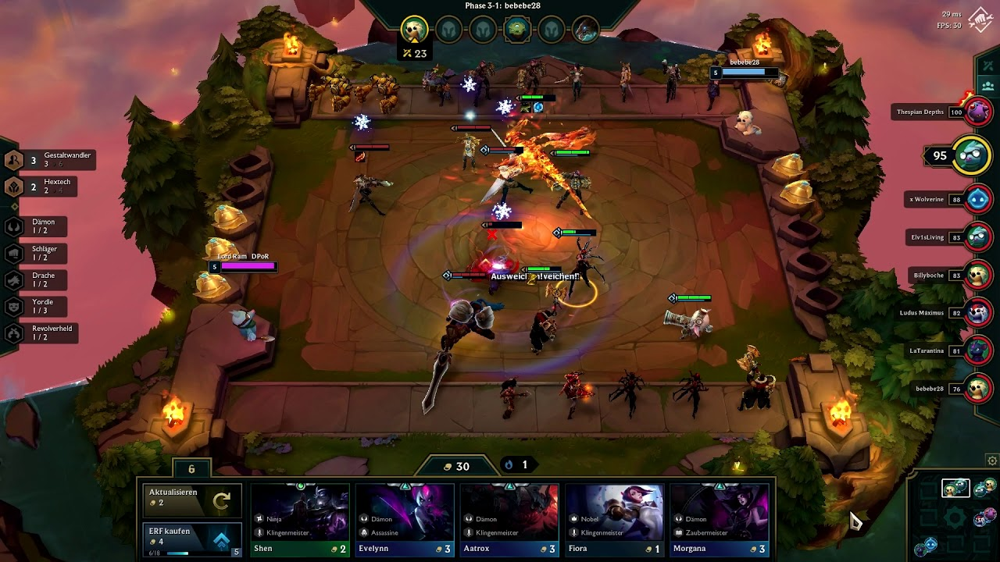 Phase 3-1: bebebe28
29 ms
FPS: 30
23
bebebe28
5
Thespian Depths 100
95
x Wolverine 88
Elv1sLiving 83
Billyboche 83
Ludus Maximus 82
LaTarantina 81
bebebe28 76
3 Gestaltwandler
3 / 6
2 Hextech
2 / 4
Dämon
1 / 2
Schläger
1 / 2
Drache
1 / 2
Yorde
1 / 3
Revolverheld
1 / 2
Lord Ram DPoR
5
6
30
1
Aktualisieren
2
ERF kaufen
4
6/18
5
Ninja
Klingenmeister
Shen 2
Dämon
Assassine
Evelynn 3
Dämon
Klingenmeister
Aatrox 3
Nobel
Klingenmeister
Fiora 1
Dämon
Zaubermeister
Morgana 3